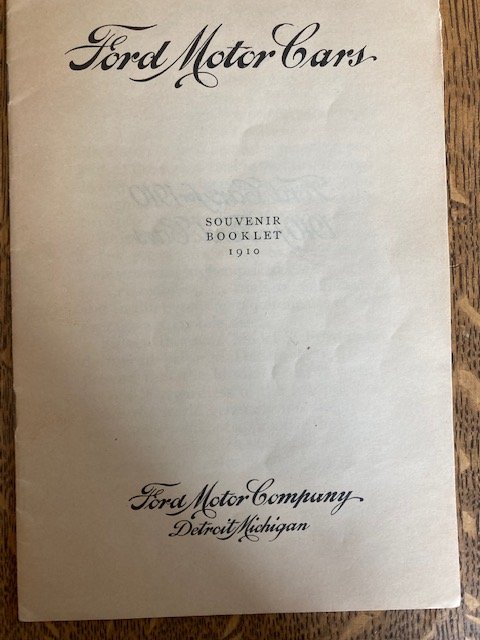 Ford Motor Cars
SOUVENIR
BOOKLET
1910
Ford Motor Company
Detroit Michigan